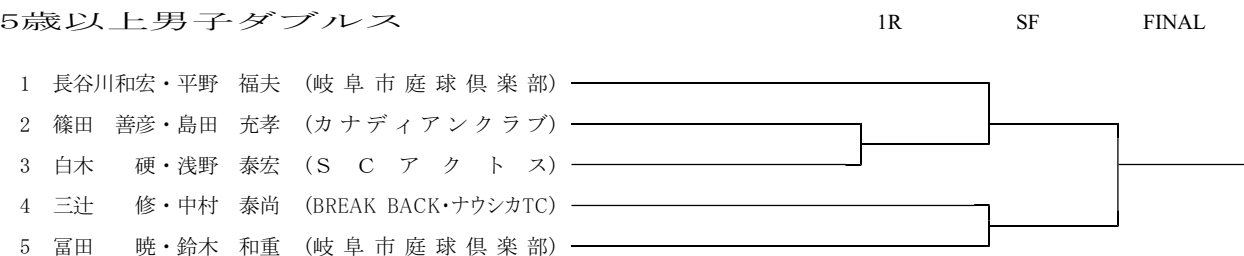 5歳以上男子ダブルス 1R SF FINAL
1 長谷川和宏・平野 福夫 (岐阜市庭球倶楽部)
2 篠田 善彦・島田 充孝 (カナディアンクラブ)
3 白木 硬・浅野 泰宏 (SCアクトス)
4 三辻 修・中村 泰尚 (BREAK BACK・ナウシカTC)
5 冨田 暁・鈴木 和重 (岐阜市庭球倶楽部)